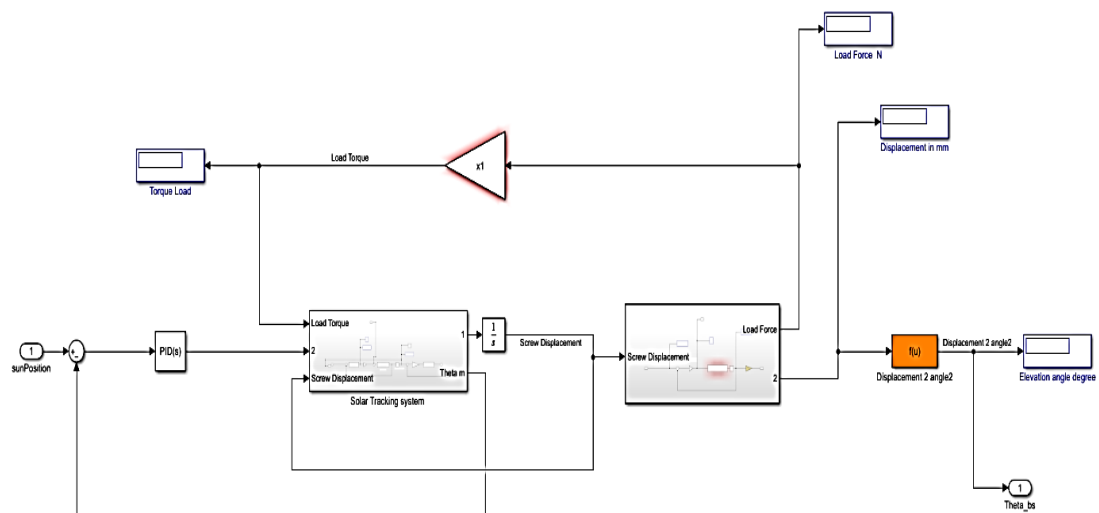 Load Force N
Displacement in mm
Load Torque
x1
Torque Load
Load Torque
1
1
s
Load Force
Screw Displacement
Displacement 2 angle2
1
PID(s)
2
Screw Displacement
f(u)
sunPosition
Screw Displacement
Theta m
2
Displacement 2 angle2
Elevation angle degree
Solar Tracking system
1
Theta_bs